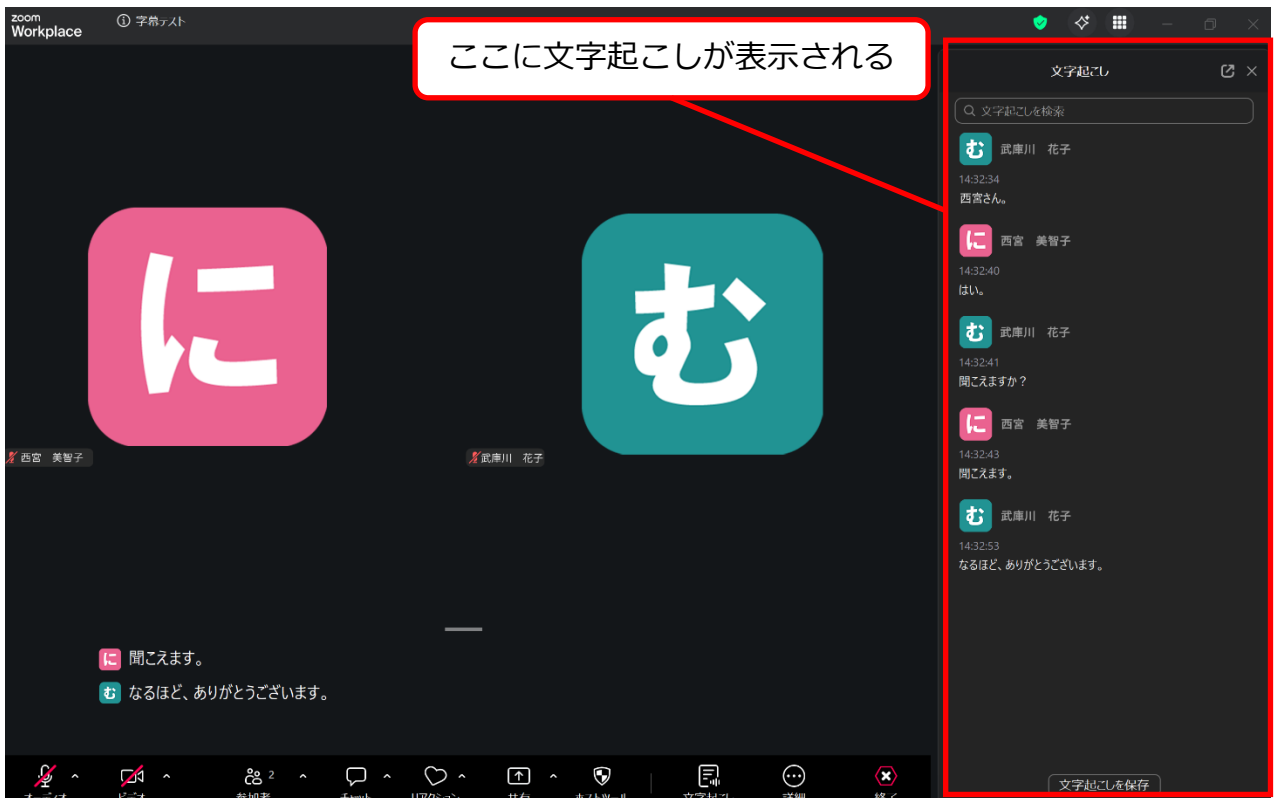 zoom
Workplace
字幕テスト
ここに文字起こしが表示される
に
西宮 美智子
む
武庫川 花子
に 聞こえます。
む なるほど、ありがとうございます。
文字起こし
文字起こしを検索
む 武庫川 花子
14:32:34
西宮さん。
に 西宮 美智子
14:32:40
はい。
む 武庫川 花子
14:32:41
聞こえますか？
に 西宮 美智子
14:32:43
聞こえます。
む 武庫川 花子
14:32:53
なるほど、ありがとうございます。
文字起こしを保存
2